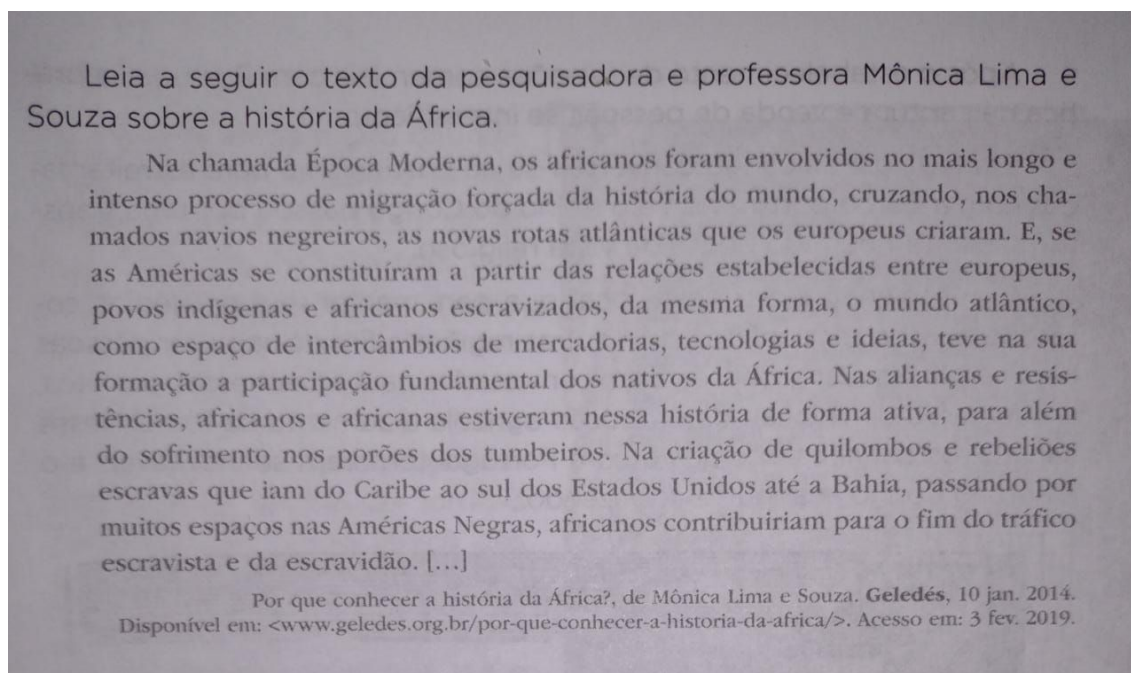 Leia a seguir o texto da pesquisadora e professora Mônica Lima e
Souza sobre a história da África.
Na chamada Época Moderna, os africanos foram envolvidos no mais longo e
intenso processo de migração forçada da história do mundo, cruzando, nos cha-
mados navios negreiros, as novas rotas atlânticas que os europeus criaram. E, se
as Américas se constituíram a partir das relações estabelecidas entre europeus,
povos indígenas e africanos escravizados, da mesma forma, o mundo atlântico,
como espaço de intercâmbios de mercadorias, tecnologias e ideias, teve na sua
formação a participação fundamental dos nativos da África. Nas alianças e resis-
tências, africanos e africanas estiveram nessa história de forma ativa, para além
do sofrimento nos porões dos tumbeiros. Na criação de quilombos e rebeliões
escravas que iam do Caribe ao sul dos Estados Unidos até a Bahia, passando por
muitos espaços nas Américas Negras, africanos contribuiriam para o fim do tráfico
escravista e da escravidão. [...]
Por que conhecer a história da África?, de Mônica Lima e Souza. Geledés, 10 jan. 2014.
Disponível em: <www.geledes.org.br/por-que-conhecer-a-historia-da-africa/>. Acesso em: 3 fev. 2019.